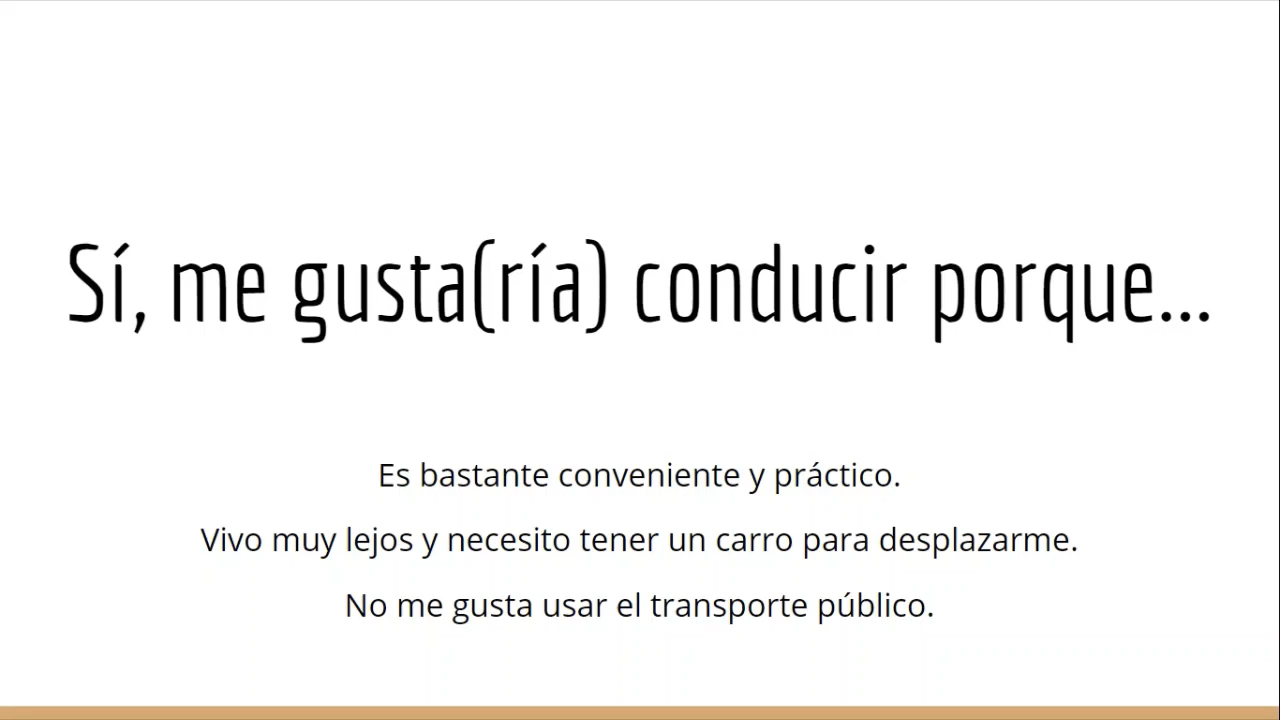 Sí, me gusta(ría) conducir porque...
Es bastante conveniente y práctico.
Vivo muy lejos y necesito tener un carro para desplazarme.
No me gusta usar el transporte público.